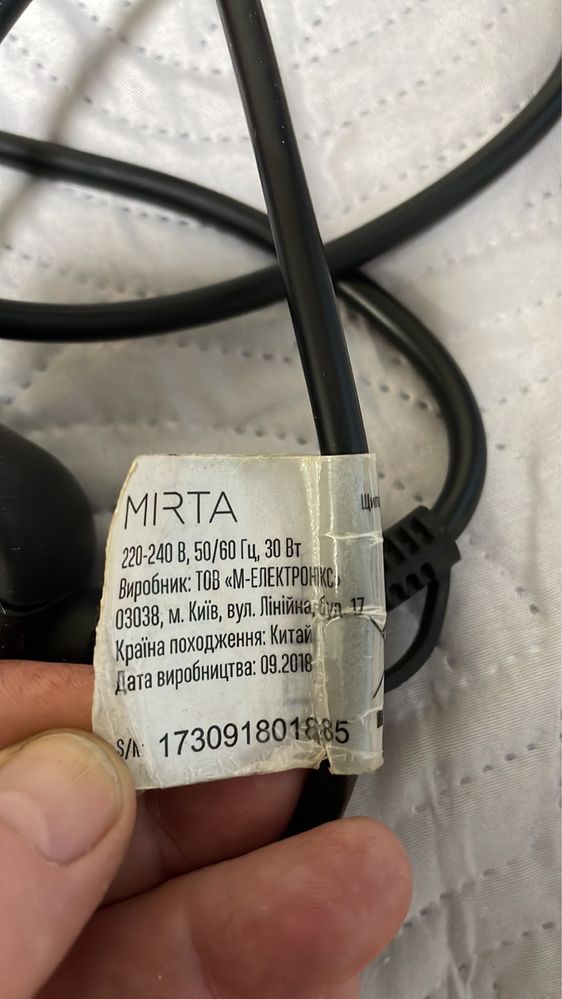 MIRTA
220-240 В, 50/60 Гц, 30 Вт
Виробник: ТОВ «М-ЕЛЕКТРОНІКС»
03038, м. Київ, вул. Лінійна, буд. 17
Країна походження: Китай
Дата виробництва: 09.2018
S/N: 173091801885